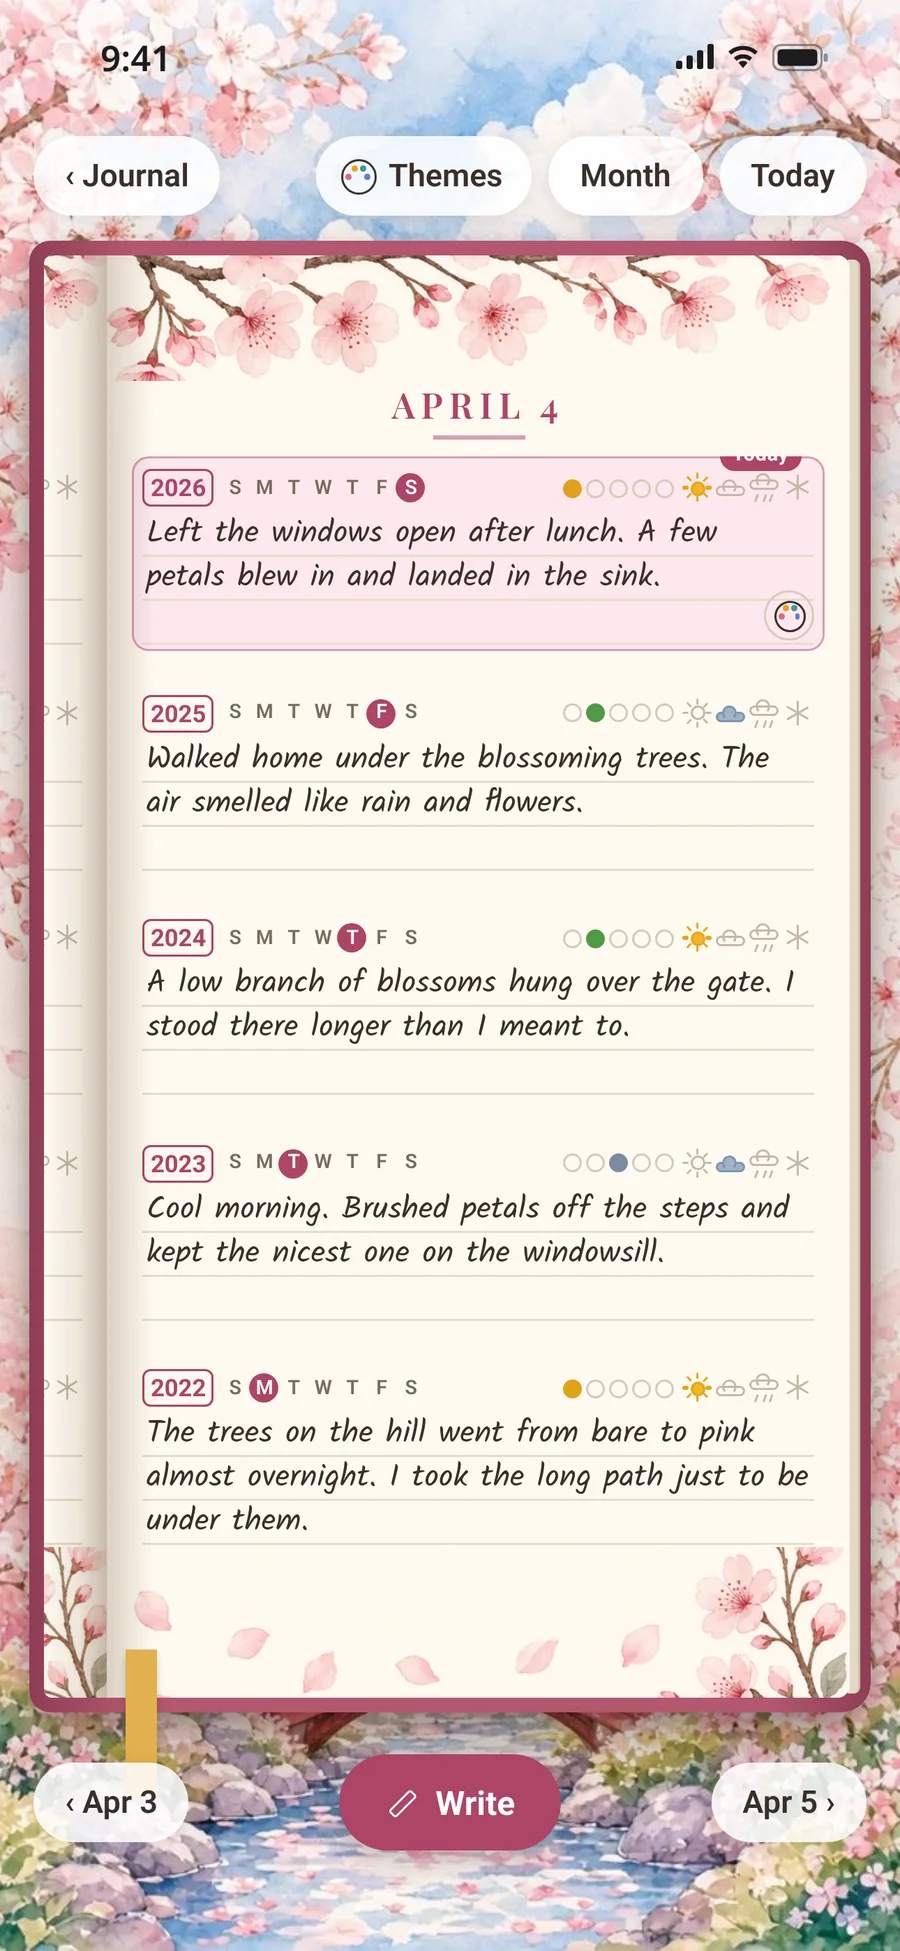 9:41
‹ Journal
Themes
Month
Today
APRIL 4
Today
2026 S M T W T F S
Left the windows open after lunch. A few
petals blew in and landed in the sink.
2025 S M T W T F S
Walked home under the blossoming trees. The
air smelled like rain and flowers.
2024 S M T W T F S
A low branch of blossoms hung over the gate. I
stood there longer than I meant to.
2023 S M T W T F S
Cool morning. Brushed petals off the steps and
kept the nicest one on the windowsill.
2022 S M T W T F S
The trees on the hill went from bare to pink
almost overnight. I took the long path just to be
under them.
‹ Apr 3
Write
Apr 5 ›